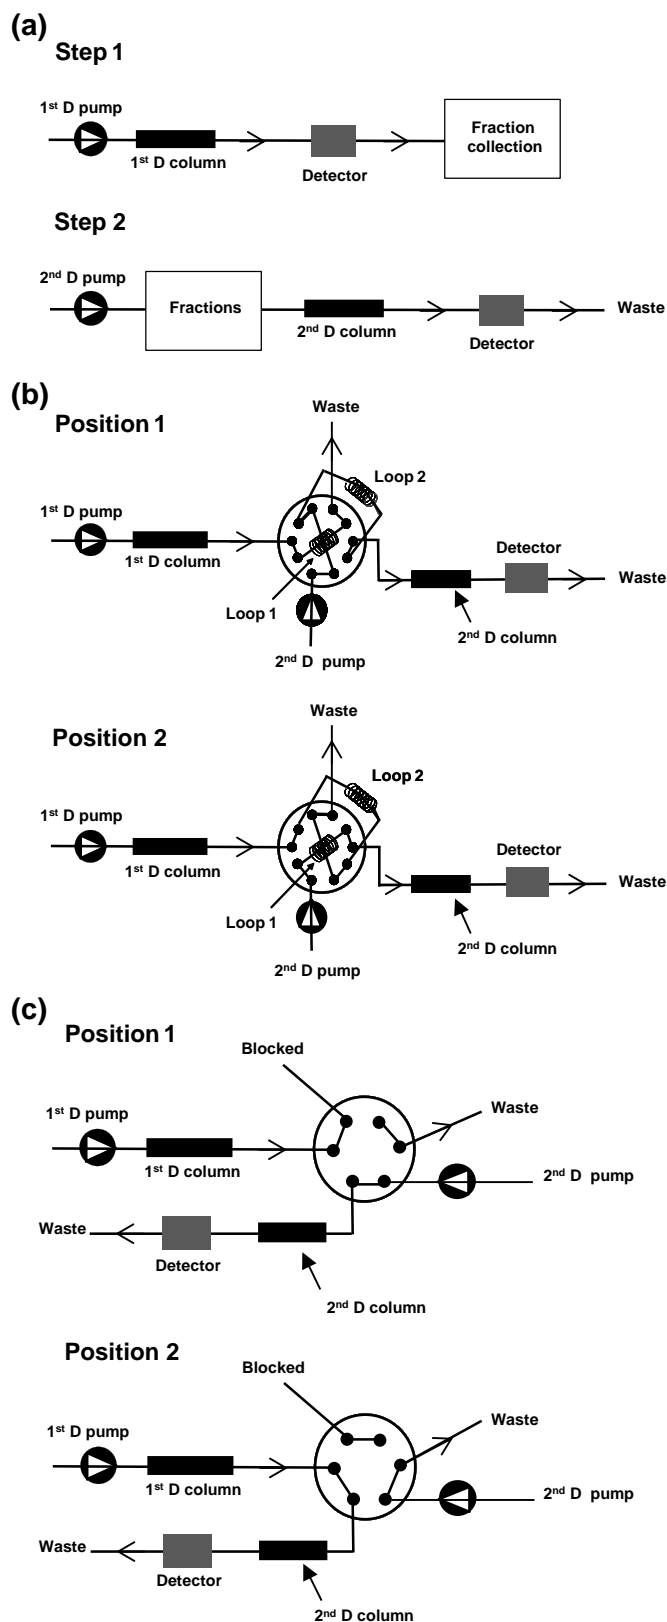 (a)
Step 1
1st D pump
1st D column
Detector
Fraction
collection
Step 2
2nd D pump
Fractions
2nd D column
Detector
Waste
(b)
Position 1
Waste
Loop 2
1st D pump
1st D column
Loop 1
2nd D pump
Detector
Waste
2nd D column
Position 2
Waste
Loop 2
1st D pump
1st D column
Loop 1
2nd D pump
Detector
Waste
2nd D column
(c)
Position 1
Blocked
1st D pump
1st D column
Waste
2nd D pump
Waste
Detector
2nd D column
Position 2
Blocked
1st D pump
1st D column
Waste
2nd D pump
Waste
Detector
2nd D column